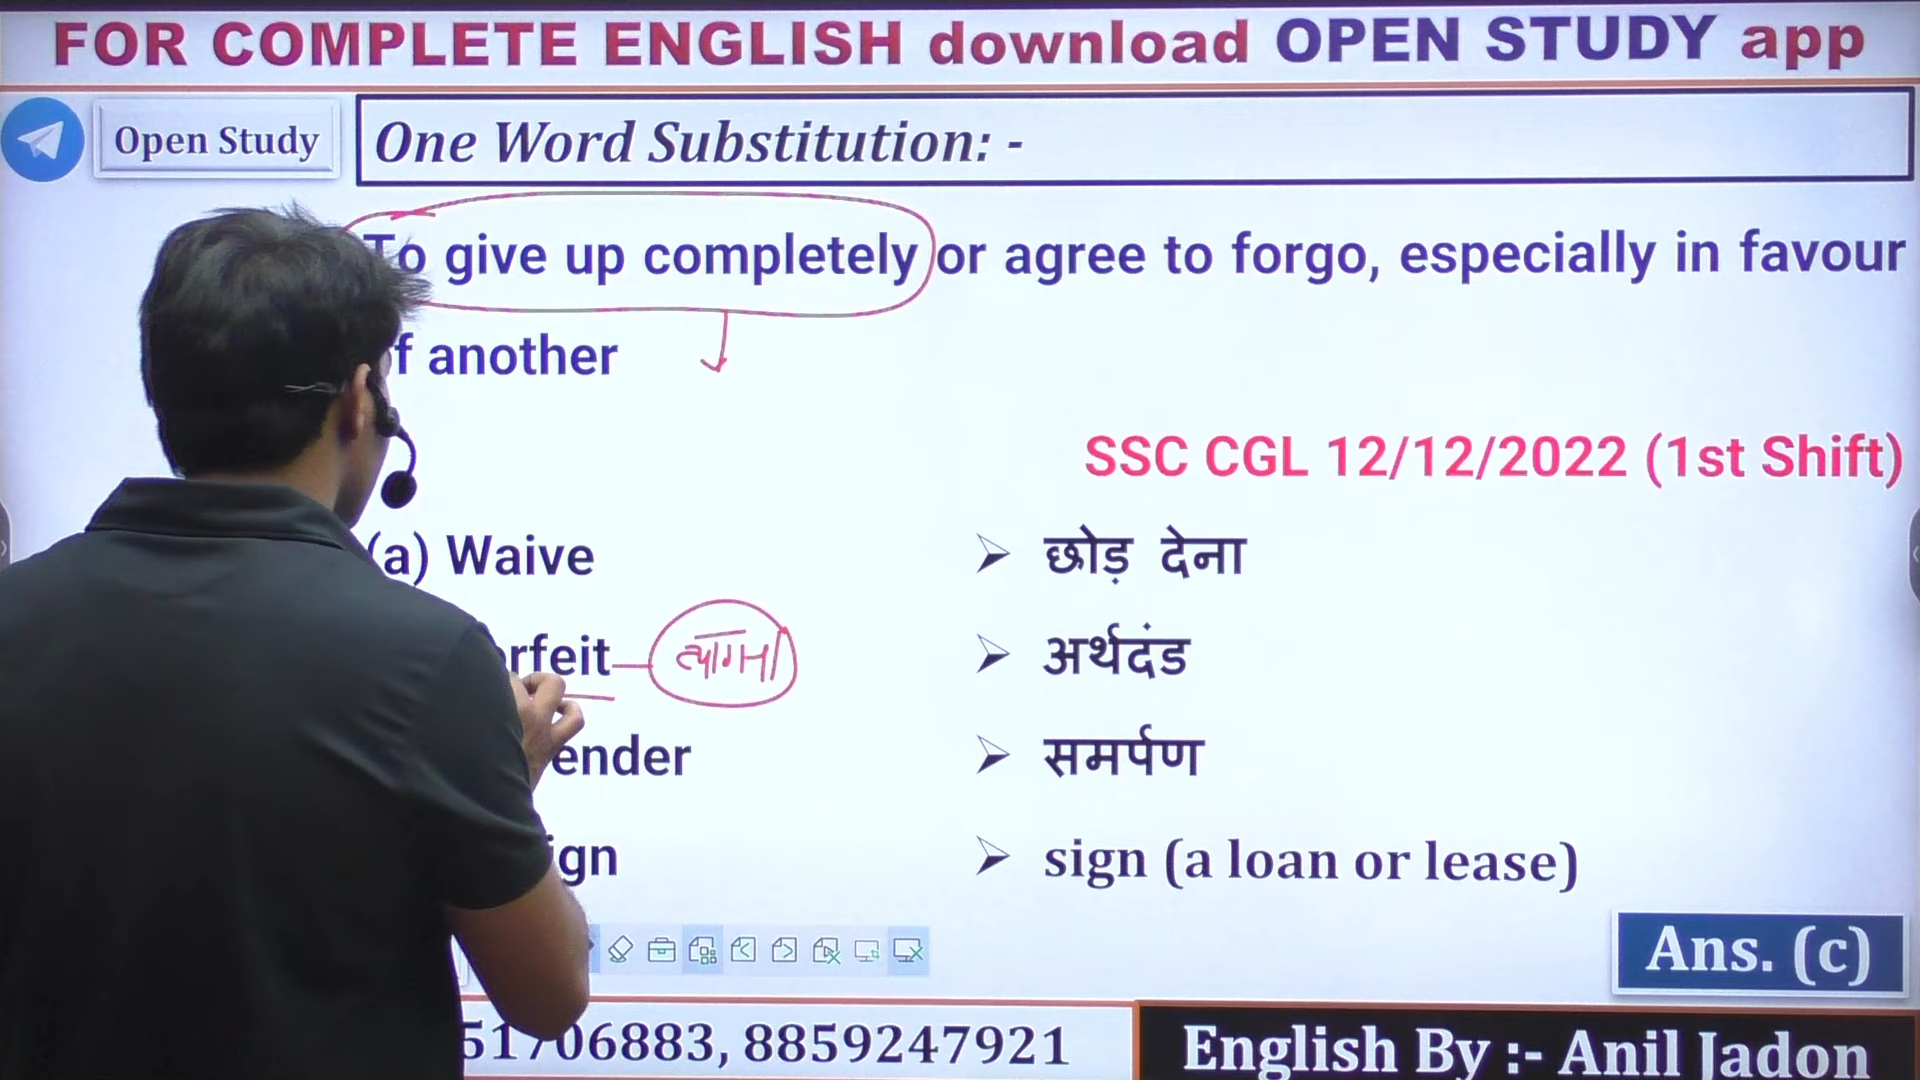 FOR COMPLETE ENGLISH download OPEN STUDY app
Open Study
One Word Substitution: -
To give up completely or agree to forgo, especially in favour
f another
SSC CGL 12/12/2022 (1st Shift)
(a) Waive
➢ छोड़ देना
rfeit
त्यागना
➢ अर्थदंड
ender
➢ समर्पण
ign
➢ sign (a loan or lease)
Ans. (c)
51706883, 8859247921
English By :- Anil Jadon